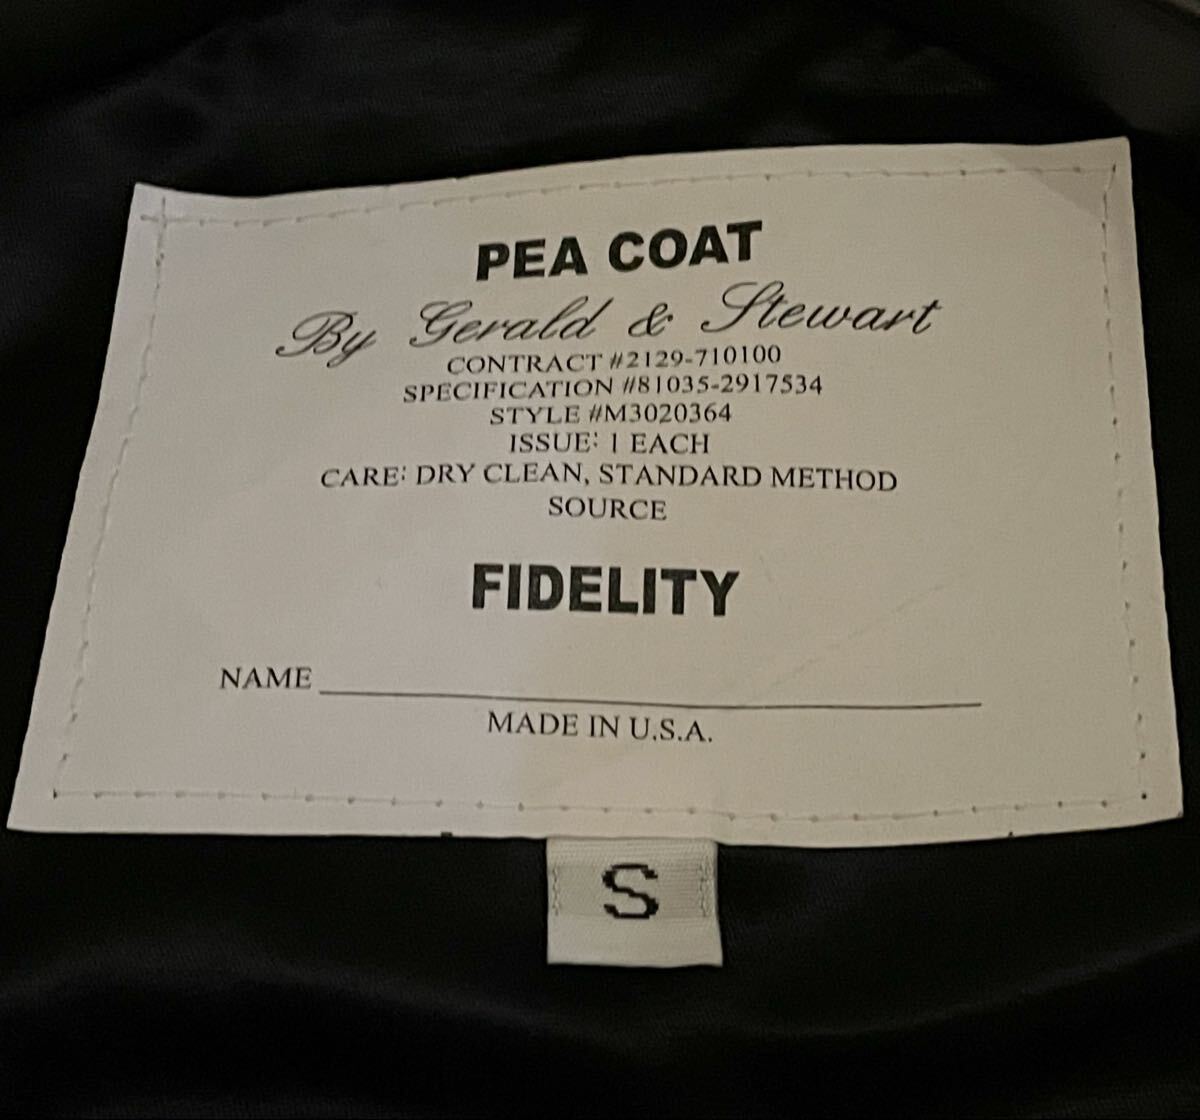 PEA COAT
By Gerald & Stewart
CONTRACT #2129-710100
SPECIFICATION #81035-2917534
STYLE #M3020364
ISSUE: 1 EACH
CARE: DRY CLEAN, STANDARD METHOD
SOURCE
FIDELITY
NAME
MADE IN U.S.A.
S